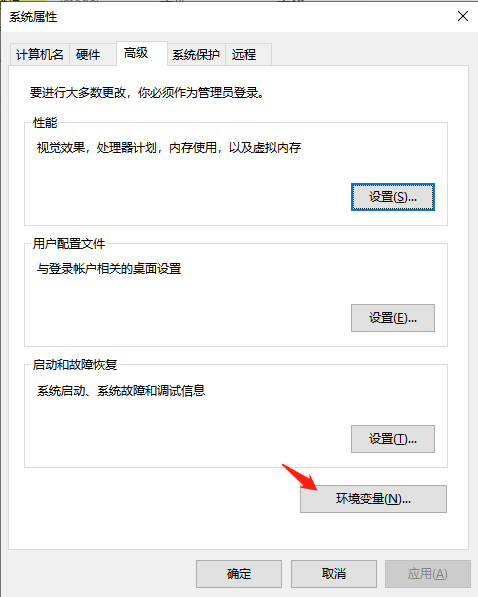 系统属性
计算机名 硬件 高级 系统保护 远程
要进行大多数更改，你必须作为管理员登录。
性能
视觉效果，处理器计划，内存使用，以及虚拟内存
设置(S)...
用户配置文件
与登录帐户相关的桌面设置
设置(E)...
启动和故障恢复
系统启动、系统故障和调试信息
设置(T)...
环境变量(N)...
确定 取消 应用(A)